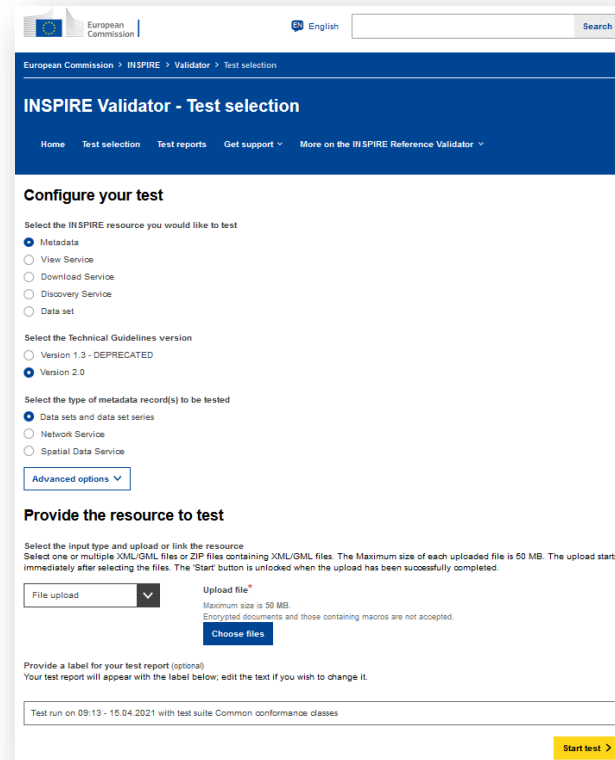 European
Commission
EN English
Search
European Commission > INSPIRE > Validator > Test selection
INSPIRE Validator - Test selection
Home Test selection Test reports Get support More on the INSPIRE Reference Validator
Configure your test
Select the INSPIRE resource you would like to test
Metadata
View Service
Download Service
Discovery Service
Data set
Select the Technical Guidelines version
Version 1.3 - DEPRECATED
Version 2.0
Select the type of metadata record(s) to be tested
Data sets and data set series
Network Service
Spatial Data Service
Advanced options
Provide the resource to test
Select the input type and upload or link the resource
Select one or multiple XML/GML files or ZIP files containing XML/GML files. The Maximum size of each uploaded file is 50 MB. The upload starts
immediately after selecting the files. The 'Start' button is unlocked when the upload has been successfully completed.
File upload
Upload file*
Maximum size is 50 MB.
Encrypted documents and those containing macros are not accepted.
Choose files
Provide a label for your test report (optional)
Your test report will appear with the label below; edit the text if you wish to change it.
Test run on 09:13 - 15.04.2021 with test suite Common conformance classes
Start test >